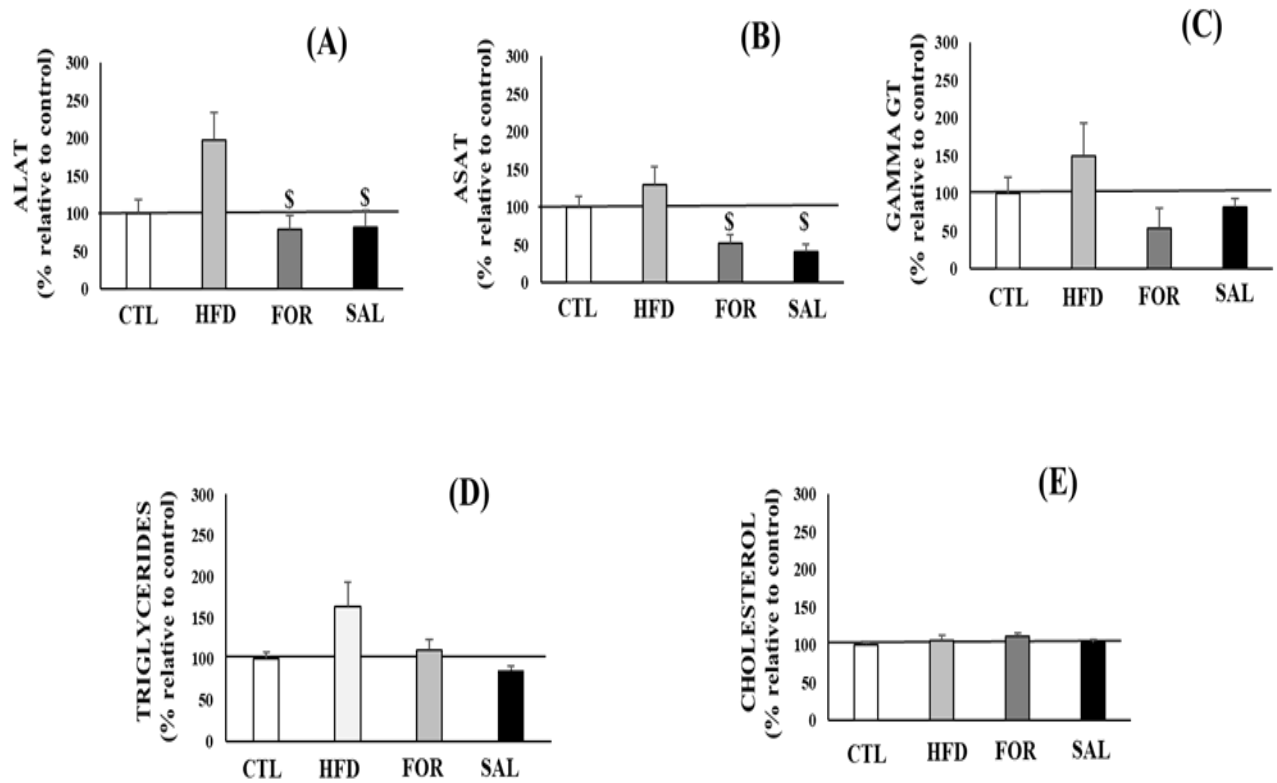 (A)
ALAT
(% relative to control)
300
250
200
150
100
50
0
$ $
CTL HFD FOR SAL
(B)
ASAT
(% relative to control)
300
250
200
150
100
50
0
$ $
CTL HFD FOR SAL
(C)
GAMMA GT
(% relative to control)
300
250
200
150
100
50
0
CTL HFD FOR SAL
(D)
TRIGLYCERIDES
(% relative to control)
300
250
200
150
100
50
0
CTL HFD FOR SAL
(E)
CHOLESTEROL
(% relative to control)
300
250
200
150
100
50
0
CTL HFD FOR SAL